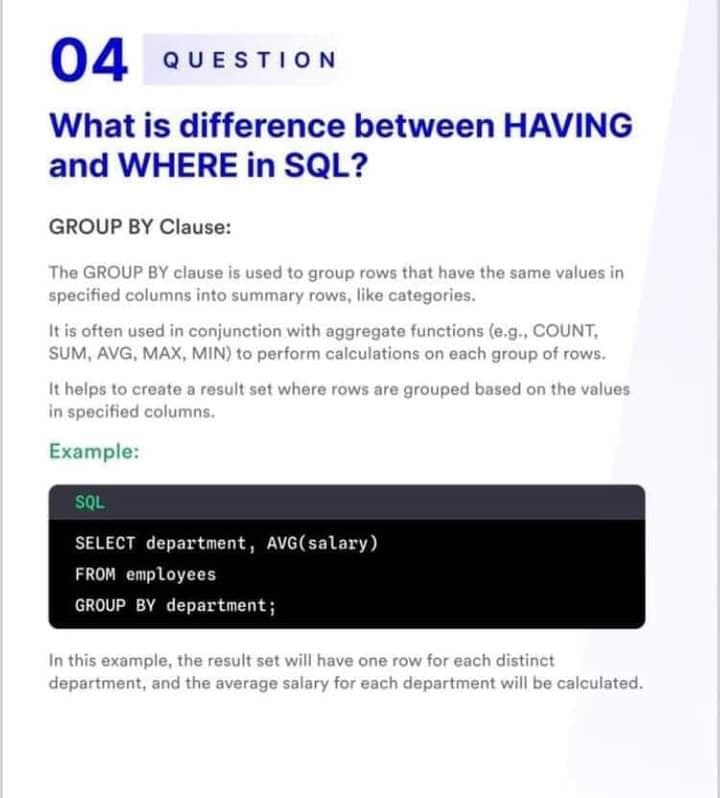 04 QUESTION
What is difference between HAVING
and WHERE in SQL?
GROUP BY Clause:
The GROUP BY clause is used to group rows that have the same values in
specified columns into summary rows, like categories.
It is often used in conjunction with aggregate functions (e.g., COUNT,
SUM, AVG, MAX, MIN) to perform calculations on each group of rows.
It helps to create a result set where rows are grouped based on the values
in specified columns.
Example:
SQL
SELECT department, AVG(salary)
FROM employees
GROUP BY department;
In this example, the result set will have one row for each distinct
department, and the average salary for each department will be calculated.